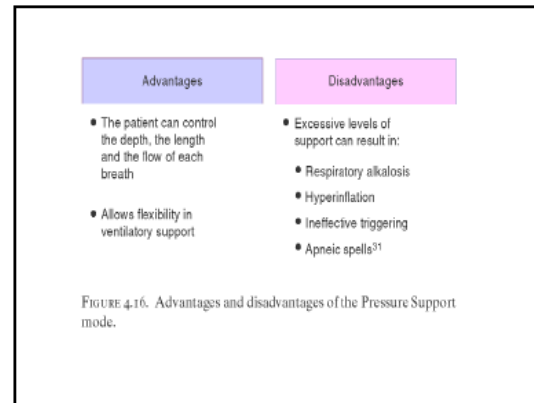 Advantages
• The patient can control
the depth, the length
and the flow of each
breath
• Allows flexibility in
ventilatory support
Disadvantages
• Excessive levels of
support can result in:
• Respiratory alkalosis
• Hyperinflation
• Ineffective triggering
• Apneic spells³¹
FIGURE 4.16. Advantages and disadvantages of the Pressure Support
mode.